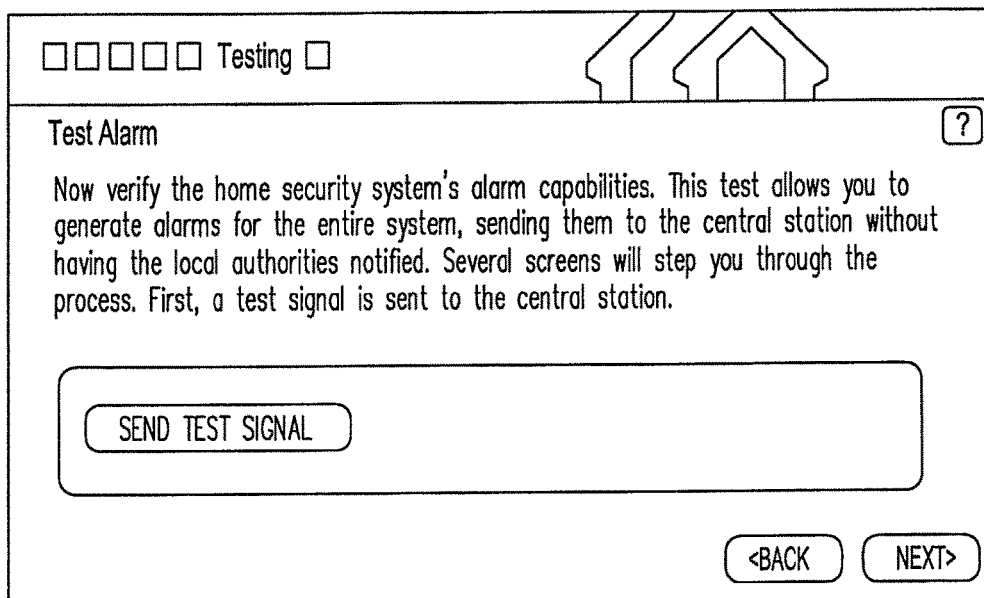 □□□□□ Testing □
Test Alarm
?
Now verify the home security system's alarm capabilities. This test allows you to
generate alarms for the entire system, sending them to the central station without
having the local authorities notified. Several screens will step you through the
process. First, a test signal is sent to the central station.
SEND TEST SIGNAL
<BACK
NEXT>